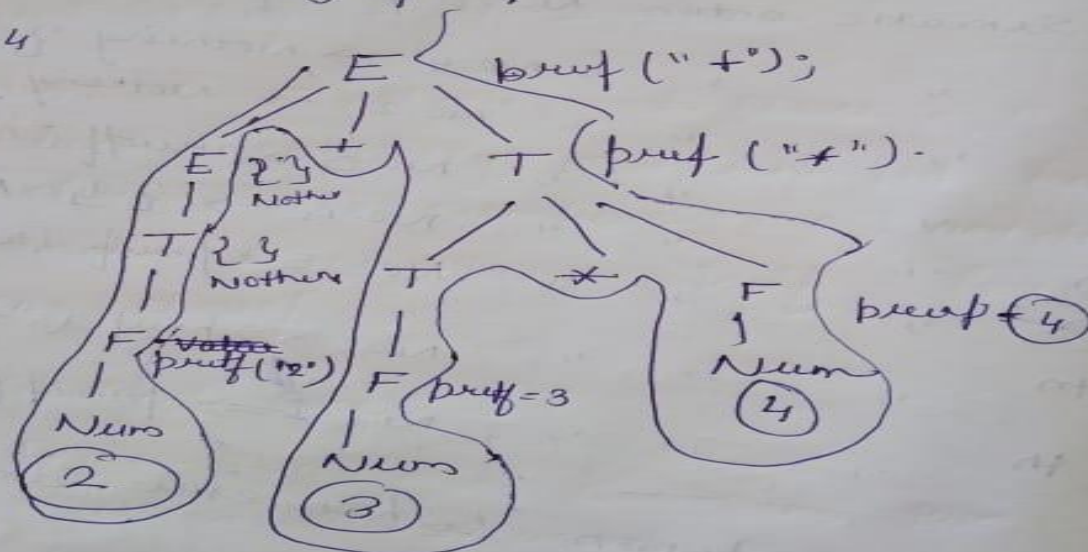 4
E printf ("+");
E { } + T (printf ("*").
Nothing
T { } T * F
Nothing
F printf("2") F printf=3 Num printf=4
Num Num 4
2 3